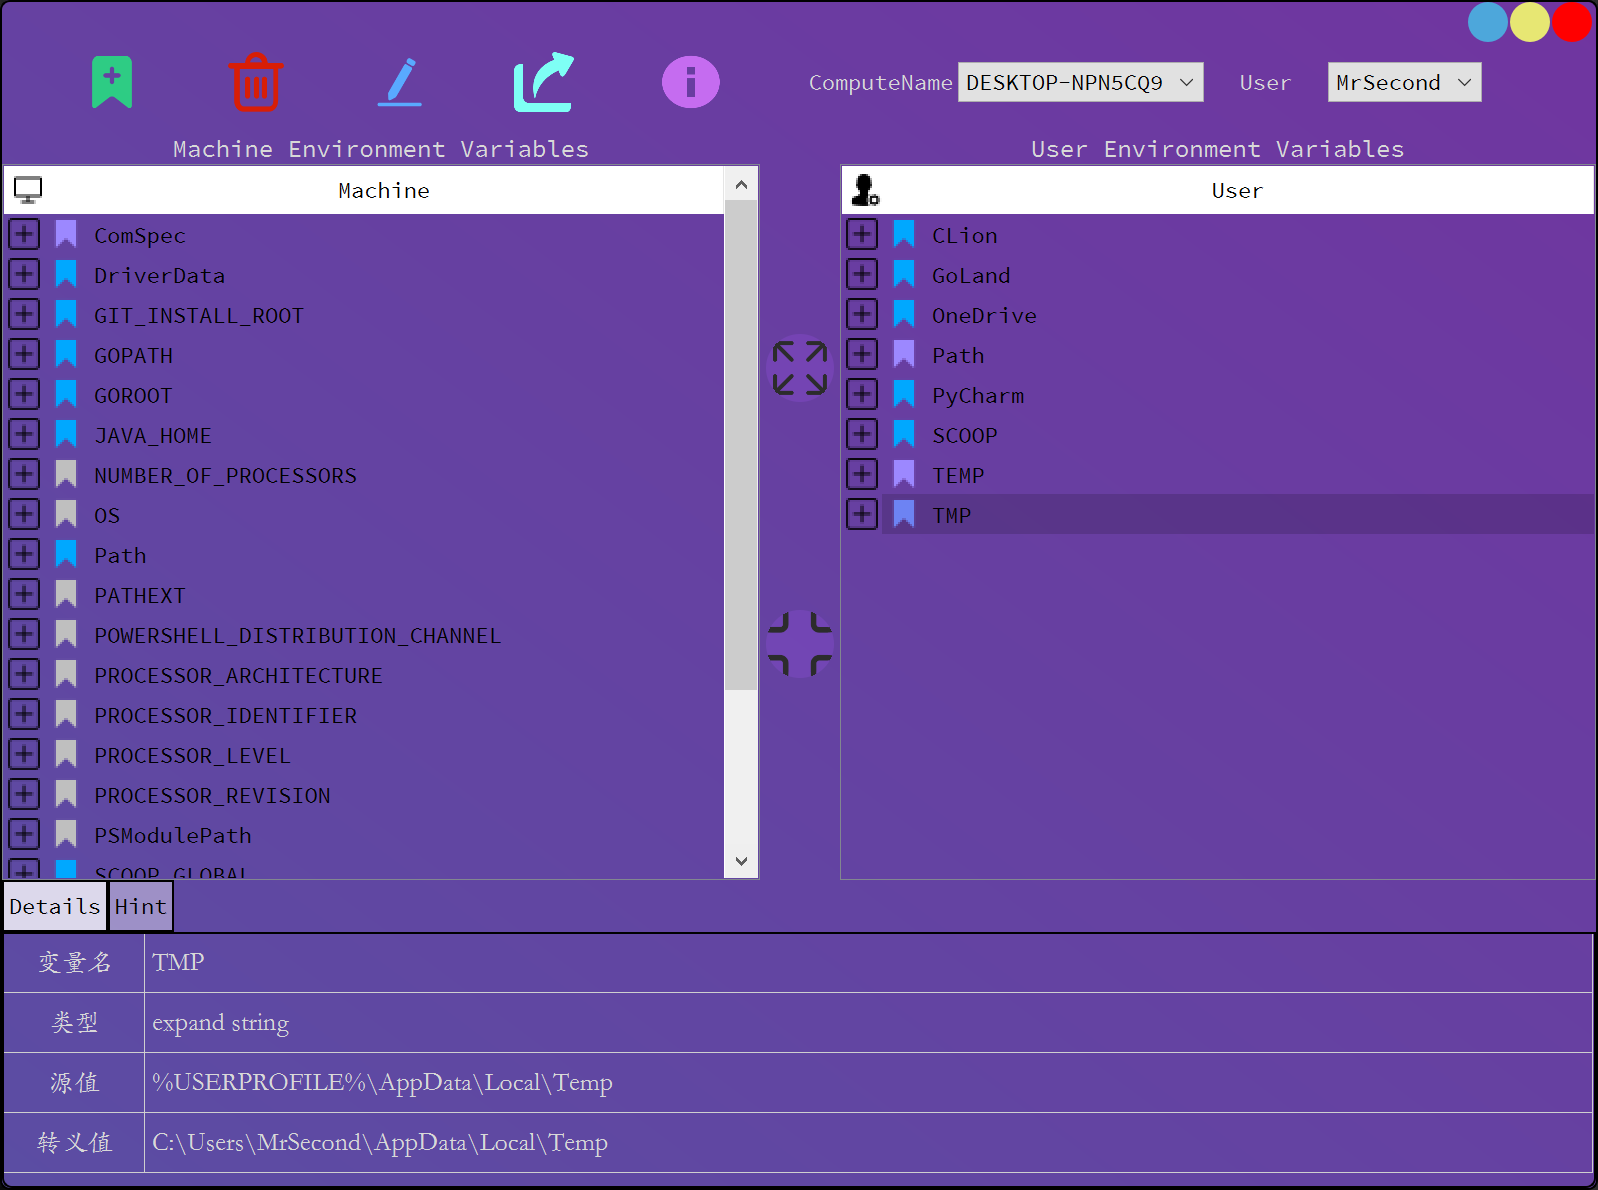 ComputeName DESKTOP-NPN5CQ9 User MrSecond
Machine Environment Variables
User Environment Variables
Machine
ComSpec
DriverData
GIT_INSTALL_ROOT
GOPATH
GOROOT
JAVA_HOME
NUMBER_OF_PROCESSORS
OS
Path
PATHEXT
POWERSHELL_DISTRIBUTION_CHANNEL
PROCESSOR_ARCHITECTURE
PROCESSOR_IDENTIFIER
PROCESSOR_LEVEL
PROCESSOR_REVISION
PSModulePath
SCOOP_GLOBAL
User
CLion
GoLand
OneDrive
Path
PyCharm
SCOOP
TEMP
TMP
Details Hint
变量名 TMP
类型 expand string
源值 %USERPROFILE%\AppData\Local\Temp
转义值 C:\Users\MrSecond\AppData\Local\Temp